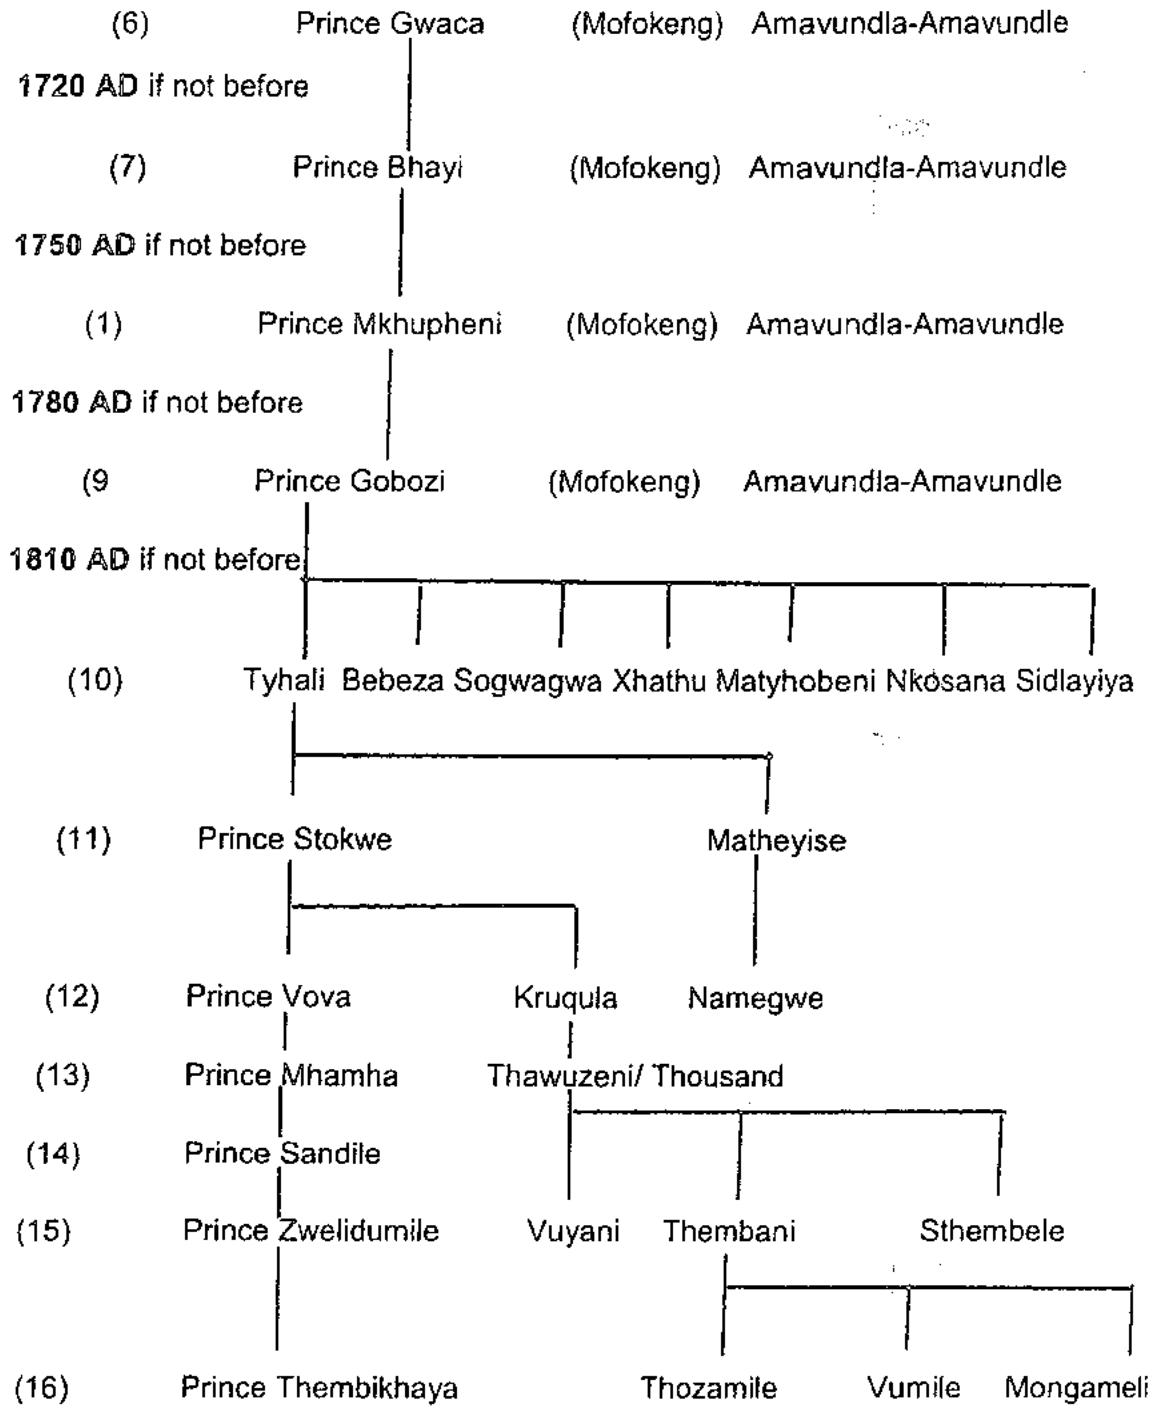 (6) Prince Gwaca (Mofokeng) Amavundla-Amavundle
1720 AD if not before
(7) Prince Bhayi (Mofokeng) Amavundla-Amavundle
1750 AD if not before
(1) Prince Mkhupheni (Mofokeng) Amavundla-Amavundle
1780 AD if not before
(9 Prince Gobozi (Mofokeng) Amavundla-Amavundle
1810 AD if not before
(10) Tyhali Bebeza Sogwagwa Xhathu Matyhobeni Nkosana Sidlayiya
(11) Prince Stokwe Matheyise
(12) Prince Vova Kruqula Namegwe
(13) Prince Mhamha Thawuzeni/ Thousand
(14) Prince Sandile
(15) Prince Zwelidumile Vuyani Thembani Sthembele
(16) Prince Thembikhaya Thozamile Vumile Mongameli